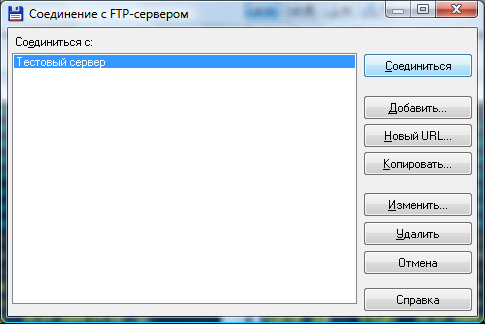 Соединение с FTP-сервером
Соединиться с:
Тестовый сервер
Соединиться
Добавить...
Новый URL...
Копировать...
Изменить...
Удалить
Отмена
Справка